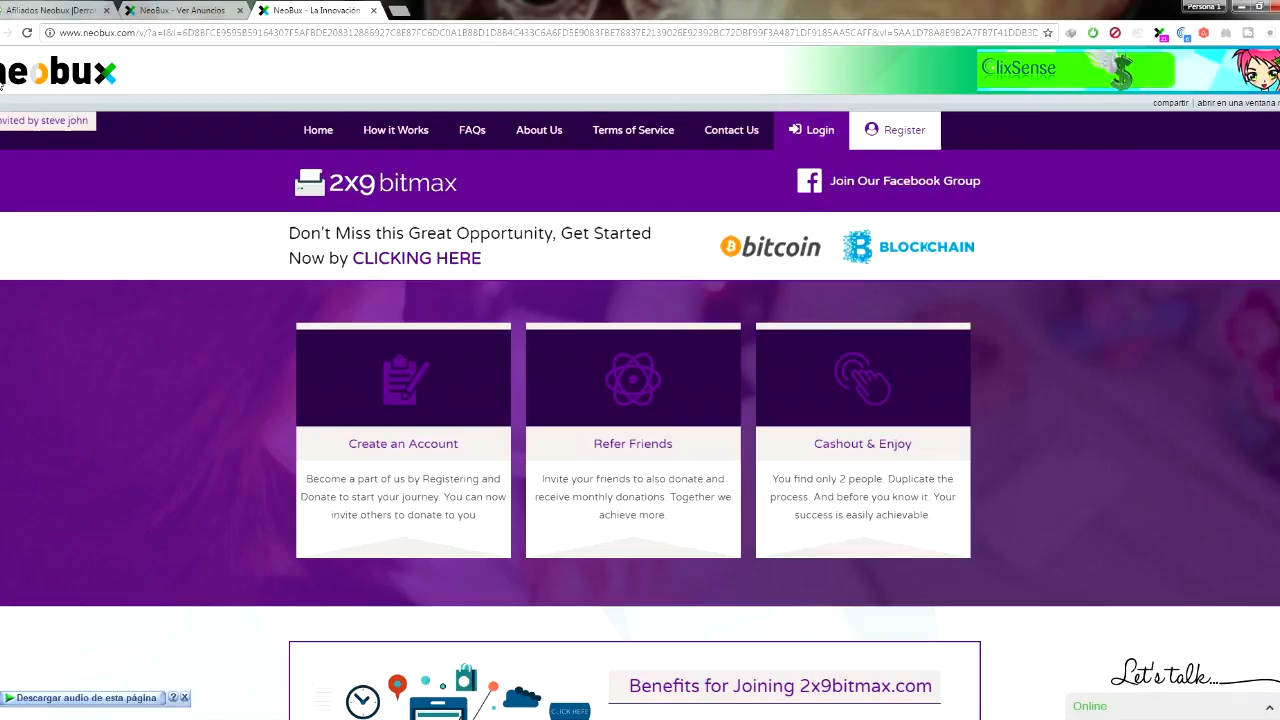 Afiliados Neobux |Derrot
NeoBux - Ver Anuncios
NeoBux - La Innovación
Persona 1
www.neobux.com/v/?a=l&l=
neobux
ClixSense
compartir | abrir en una ventana
nvited by steve john
Home
How it Works
FAQs
About Us
Terms of Service
Contact Us
Login
Register
2x9 bitmax
Join Our Facebook Group
Don't Miss this Great Opportunity, Get Started
Now by CLICKING HERE
bitcoin
BLOCKCHAIN
Create an Account
Become a part of us by Registering and
Donate to start your journey. You can now
invite others to donate to you
Refer Friends
Invite your friends to also donate and
receive monthly donations. Together we
achieve more.
Cashout & Enjoy
You find only 2 people. Duplicate the
process. And before you know it. Your
success is easily achievable.
Benefits for Joining 2x9bitmax.com
CLICK HERE
Let's talk...
Online
Descargar audio de esta página